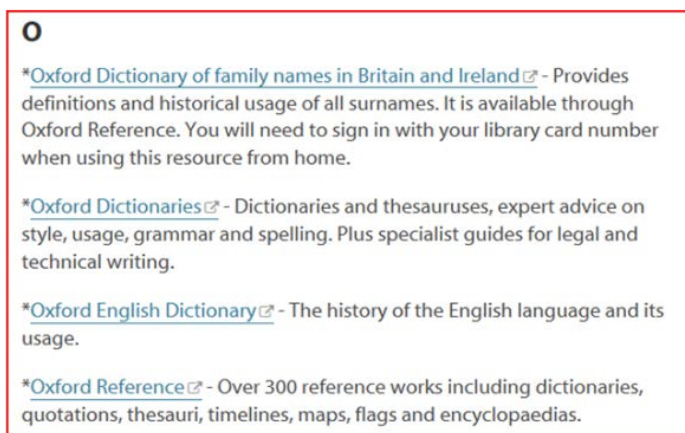 O
*Oxford Dictionary of family names in Britain and Ireland - Provides
definitions and historical usage of all surnames. It is available through
Oxford Reference. You will need to sign in with your library card number
when using this resource from home.
*Oxford Dictionaries - Dictionaries and thesauruses, expert advice on
style, usage, grammar and spelling. Plus specialist guides for legal and
technical writing.
*Oxford English Dictionary - The history of the English language and its
usage.
*Oxford Reference - Over 300 reference works including dictionaries,
quotations, thesauri, timelines, maps, flags and encyclopaedias.